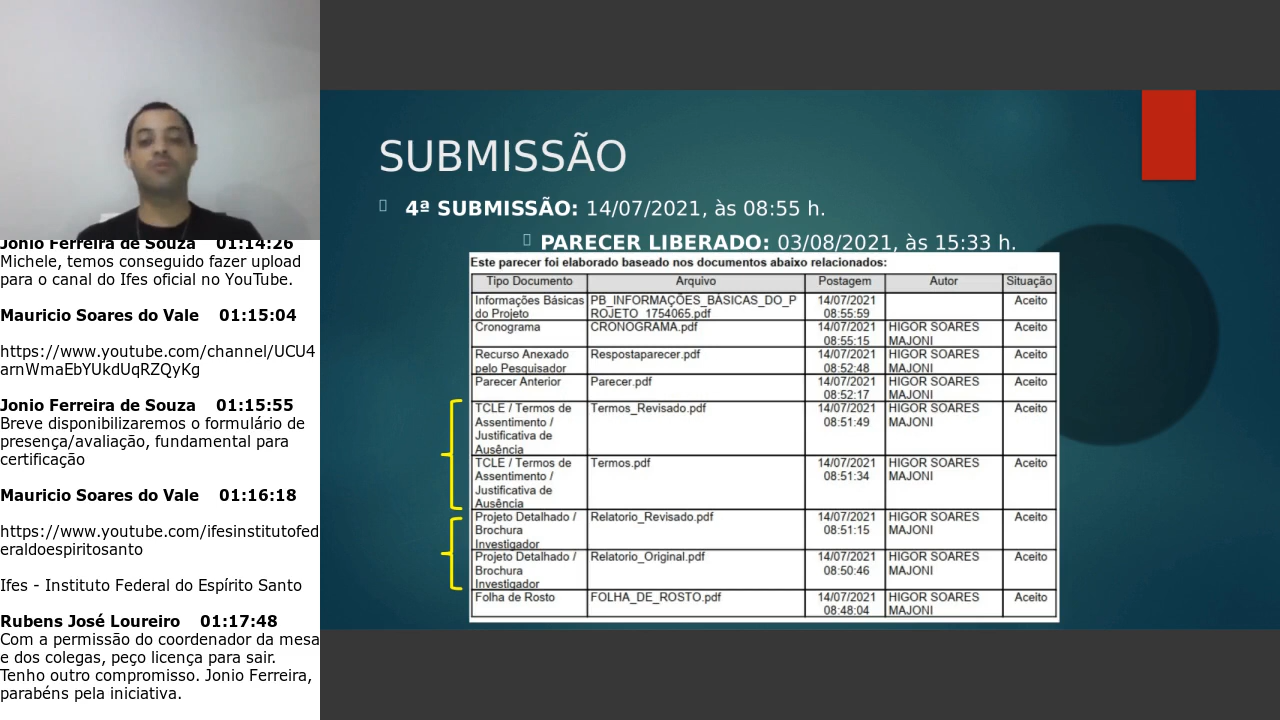 Jonio Ferreira de Souza 01:14:26
Michele, temos conseguido fazer upload
para o canal do Ifes oficial no YouTube.
Mauricio Soares do Vale 01:15:04
https://www.youtube.com/channel/UCU4
arnWmaEbYUkdUqRZQyKg
Jonio Ferreira de Souza 01:15:55
Breve disponibilizaremos o formulário de
presença/avaliação, fundamental para
certificação
Mauricio Soares do Vale 01:16:18
https://www.youtube.com/ifesinstitutofed
eraldoespiritosanto
Ifes - Instituto Federal do Espírito Santo
Rubens José Loureiro 01:17:48
Com a permissão do coordenador da mesa
e dos colegas, peço licença para sair.
Tenho outro compromisso. Jonio Ferreira,
parabéns pela iniciativa.
SUBMISSÃO
4ª SUBMISSÃO: 14/07/2021, às 08:55 h.
PARECER LIBERADO: 03/08/2021, às 15:33 h.
Este parecer foi elaborado baseado nos documentos abaixo relacionados:
Tipo Documento Arquivo Postagem Autor Situação
Informações Básicas PB_INFORMAÇÕES_BÁSICAS_DO_P 14/07/2021 Aceito
do Projeto ROJETO_1754065.pdf 08:55:59
Cronograma CRONOGRAMA.pdf 14/07/2021 HIGOR SOARES Aceito
08:55:15 MAJONI
Recurso Anexado Respostaparecer.pdf 14/07/2021 HIGOR SOARES Aceito
pelo Pesquisador 08:52:48 MAJONI
Parecer Anterior Parecer.pdf 14/07/2021 HIGOR SOARES Aceito
08:52:17 MAJONI
TCLE / Termos de Termos_Revisado.pdf 14/07/2021 HIGOR SOARES Aceito
Assentimento / 08:51:49 MAJONI
Justificativa de
Ausência
TCLE / Termos de Termos.pdf 14/07/2021 HIGOR SOARES Aceito
Assentimento / 08:51:34 MAJONI
Justificativa de
Ausência
Projeto Detalhado / Relatorio_Revisado.pdf 14/07/2021 HIGOR SOARES Aceito
Brochura 08:51:15 MAJONI
Investigador
Projeto Detalhado / Relatorio_Original.pdf 14/07/2021 HIGOR SOARES Aceito
Brochura 08:50:46 MAJONI
Investigador
Folha de Rosto FOLHA_DE_ROSTO.pdf 14/07/2021 HIGOR SOARES Aceito
08:48:04 MAJONI